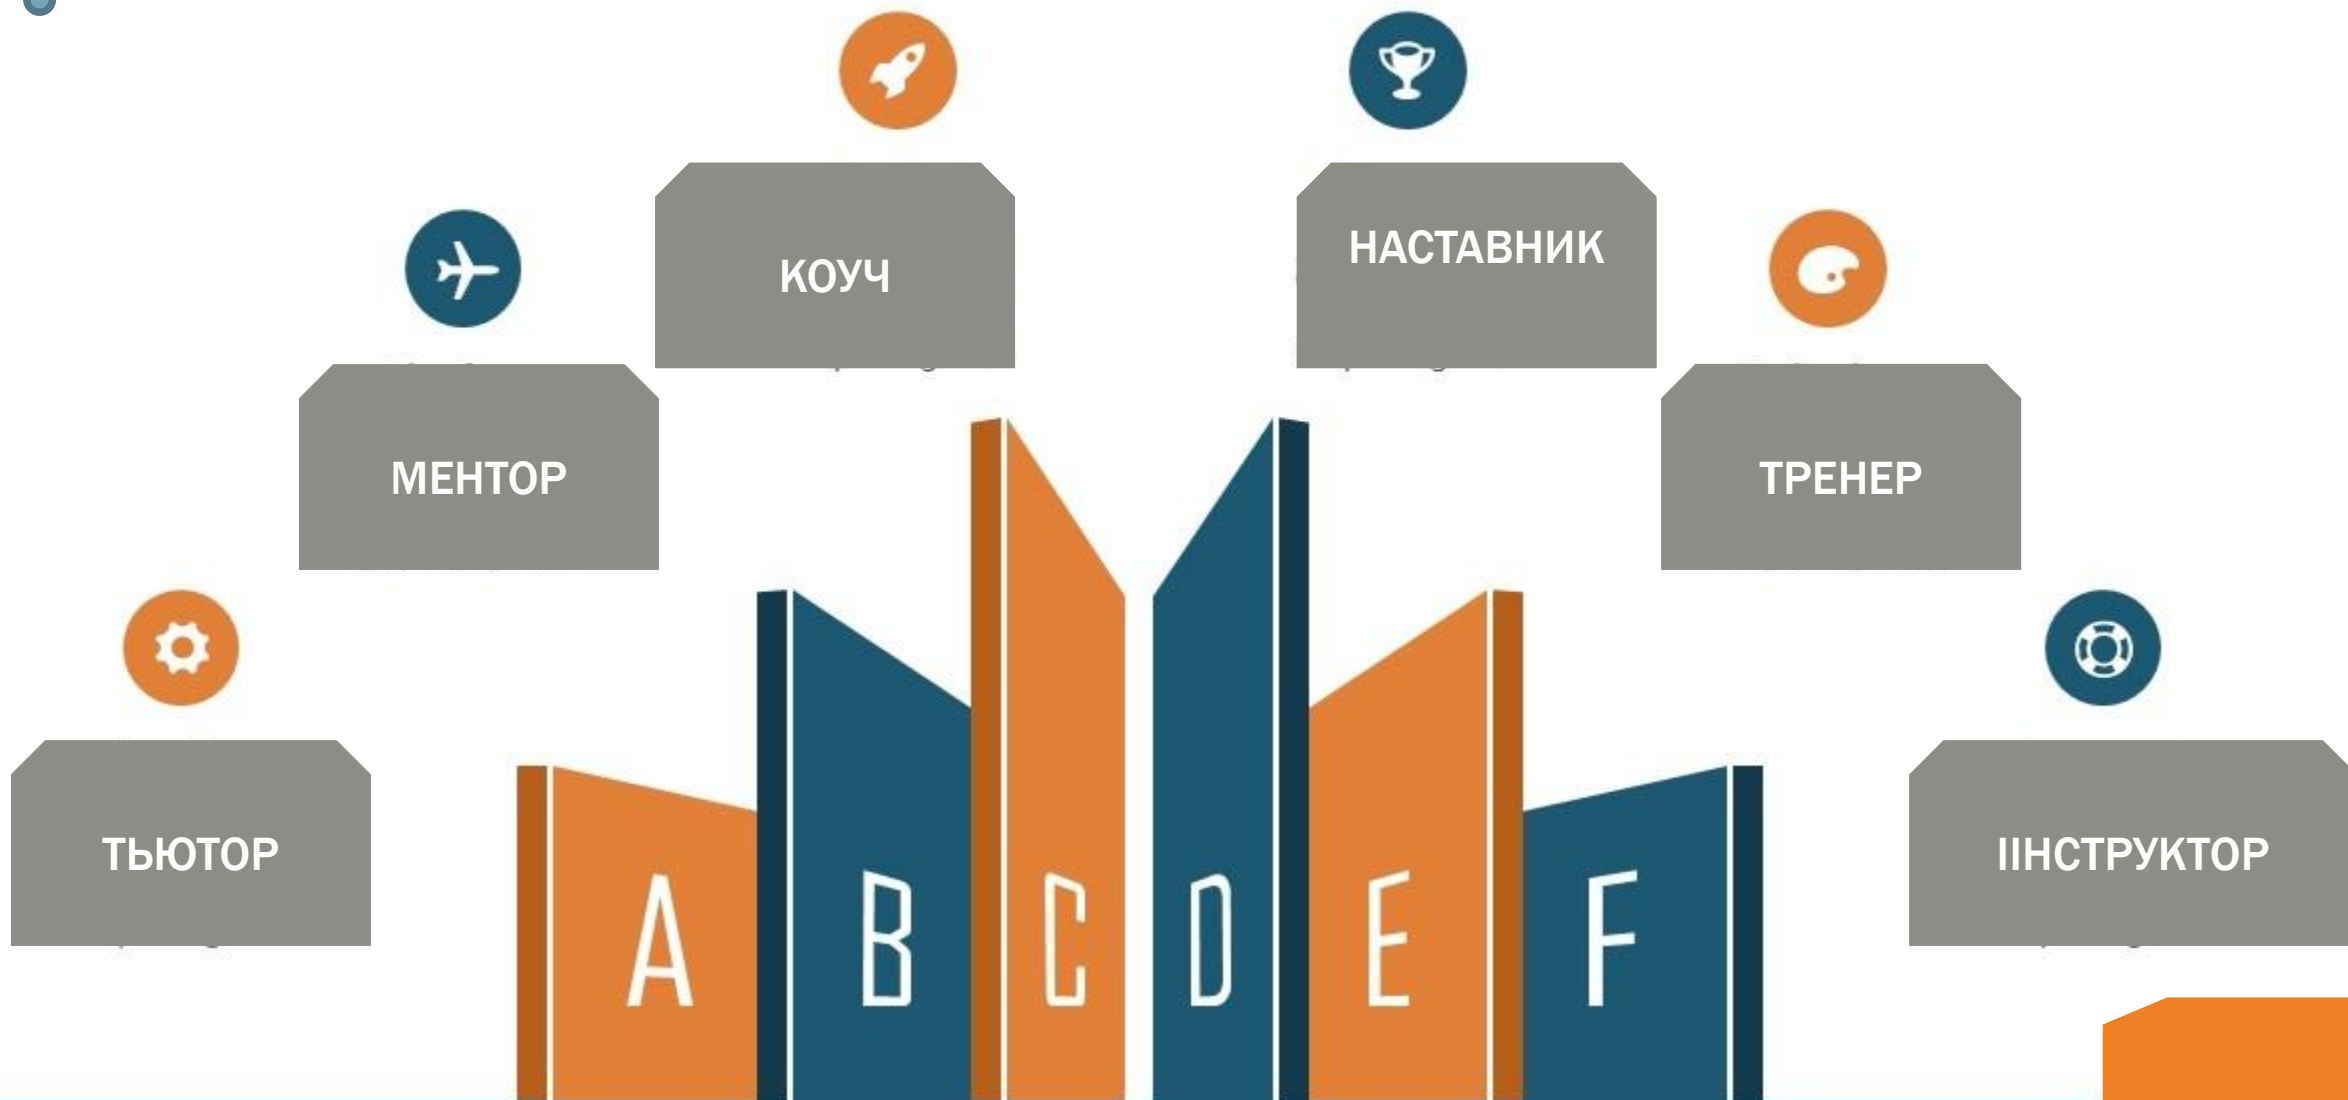 КОУЧ
НАСТАВНИК
МЕНТОР
ТРЕНЕР
ТЬЮТОР
ІІНСТРУКТОР
A
B
C
D
E
F